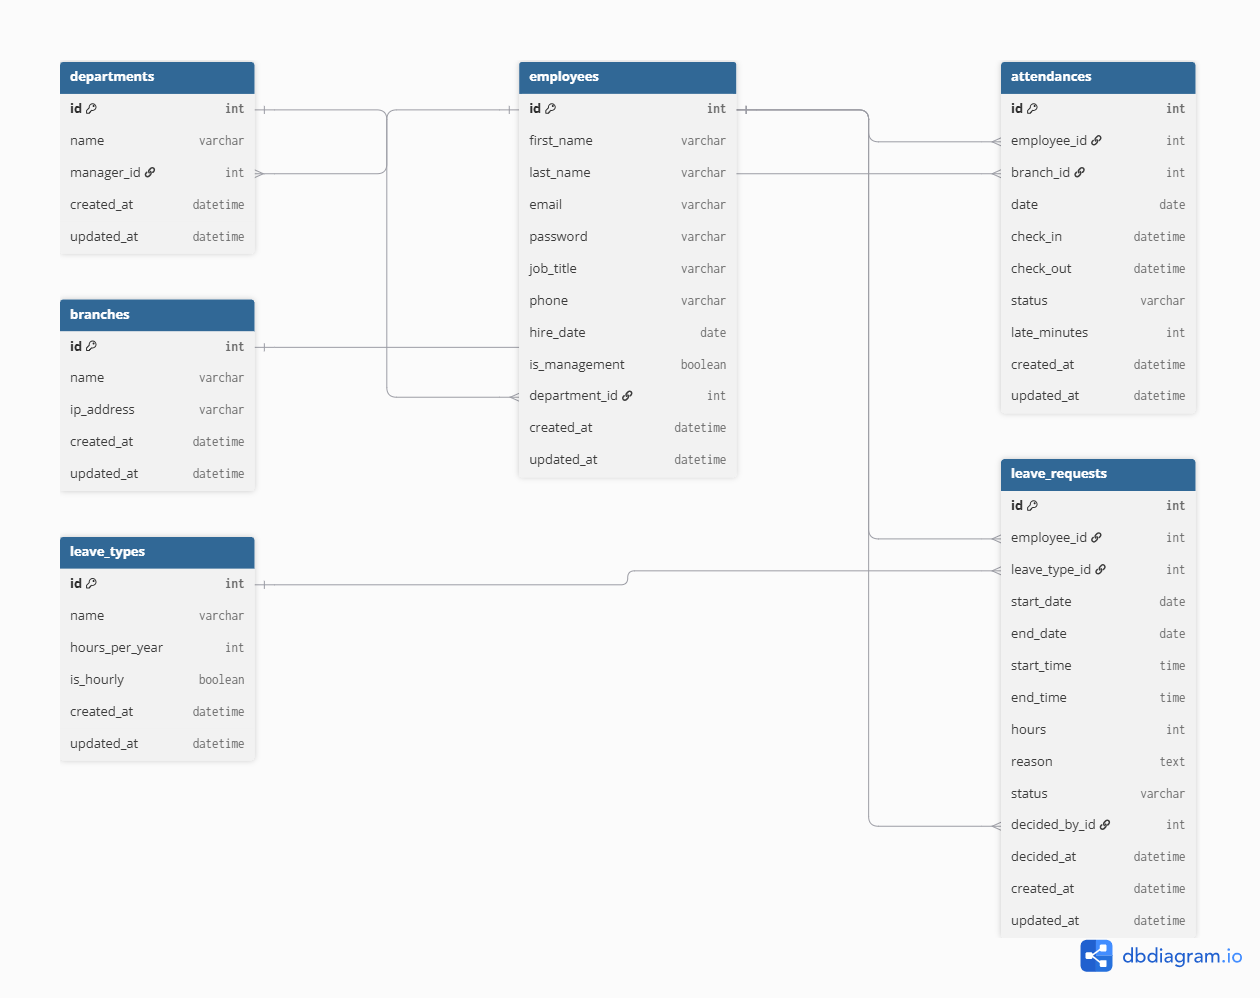 departments
id int
name varchar
manager_id int
created_at datetime
updated_at datetime
branches
id int
name varchar
ip_address varchar
created_at datetime
updated_at datetime
leave_types
id int
name varchar
hours_per_year int
is_hourly boolean
created_at datetime
updated_at datetime
employees
id int
first_name varchar
last_name varchar
email varchar
password varchar
job_title varchar
phone varchar
hire_date date
is_management boolean
department_id int
created_at datetime
updated_at datetime
attendances
id int
employee_id int
branch_id int
date date
check_in datetime
check_out datetime
status varchar
late_minutes int
created_at datetime
updated_at datetime
leave_requests
id int
employee_id int
leave_type_id int
start_date date
end_date date
start_time time
end_time time
hours int
reason text
status varchar
decided_by_id int
decided_at datetime
created_at datetime
updated_at datetime
dbdiagram.io